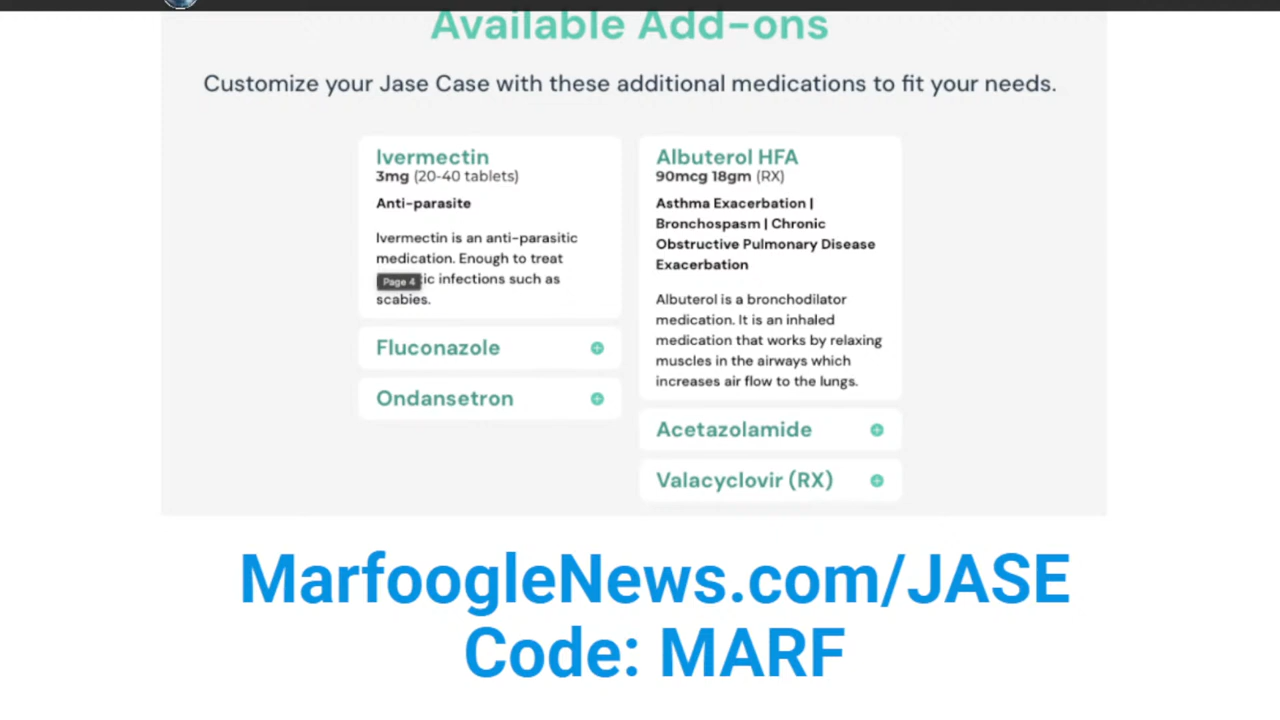 Available Add-ons
Customize your Jase Case with these additional medications to fit your needs.
Ivermectin
3mg (20-40 tablets)
Anti-parasite
Ivermectin is an anti-parasitic
medication. Enough to treat
Page 4 ic infections such as
scabies.
Fluconazole
Ondansetron
Albuterol HFA
90mcg 18gm (RX)
Asthma Exacerbation |
Bronchospasm | Chronic
Obstructive Pulmonary Disease
Exacerbation
Albuterol is a bronchodilator
medication. It is an inhaled
medication that works by relaxing
muscles in the airways which
increases air flow to the lungs.
Acetazolamide
Valacyclovir (RX)
MarfoogleNews.com/JASE
Code: MARF